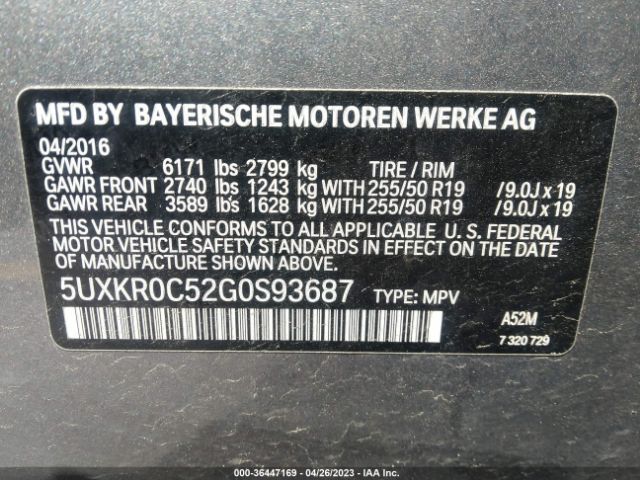 MFD BY BAYERISCHE MOTOREN WERKE AG
04/2016
GVWR 6171 lbs 2799 kg TIRE / RIM
GAWR FRONT 2740 lbs 1243 kg WITH 255/50 R19 /9.0J x 19
GAWR REAR 3589 lbs 1628 kg WITH 255/50 R19 /9.0J x 19
THIS VEHICLE CONFORMS TO ALL APPLICABLE U. S. FEDERAL
MOTOR VEHICLE SAFETY STANDARDS IN EFFECT ON THE DATE
OF MANUFACTURE SHOWN ABOVE.
5UXKR0C52G0S93687 TYPE: MPV
A52M
7 320 729
000-36447169 - 04/26/2023 - IAA Inc.